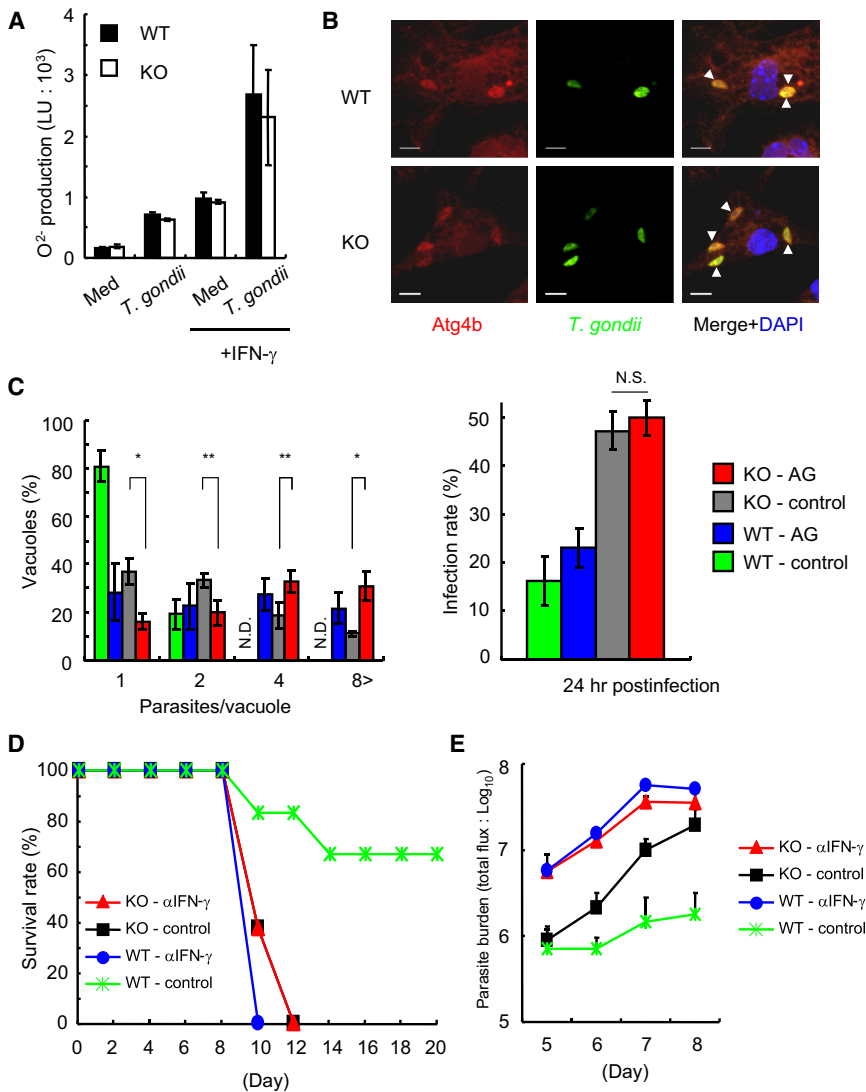 A
WT
KO
O²⁻ production (LU : 10³)
4
3
2
1
0
Med
T. gondii
Med
T. gondii
+IFN-γ
B
WT
KO
Atg4b
T. gondii
Merge+DAPI
C
Vacuoles (%)
100
80
60
40
20
0
*
**
**
*
N.D.
N.D.
1
2
4
8>
Parasites/vacuole
Infection rate (%)
50
40
30
20
10
0
N.S.
24 hr postinfection
KO - AG
KO - control
WT - AG
WT - control
D
Survival rate (%)
100
80
60
40
20
0
KO - αIFN-γ
KO - control
WT - αIFN-γ
WT - control
0 2 4 6 8 10 12 14 16 18 20
(Day)
E
Parasite burden (total flux : Log₁₀)
8
7
6
5
5 6 7 8
(Day)
KO - αIFN-γ
KO - control
WT - αIFN-γ
WT - control